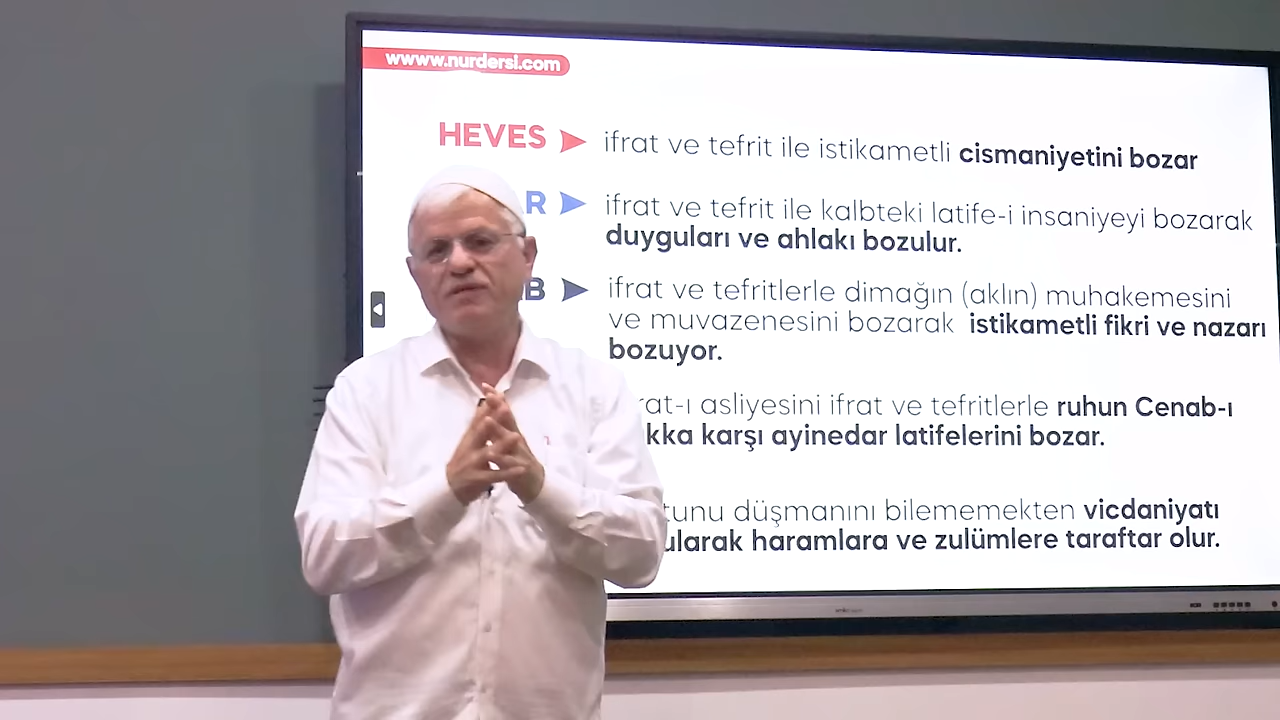 www.nurdersi.com
HEVES ifrat ve tefrit ile istikametli cismaniyetini bozar
ifrat ve tefrit ile kalbteki latife-i insaniyeyi bozarak
duyguları ve ahlakı bozulur.
ifrat ve tefritlerle dimağın (aklın) muhakemesini
ve muvazenesini bozarak istikametli fikri ve nazarı
bozuyor.
asliyesini ifrat ve tefritlerle ruhun Cenab-ı
karşı ayinedar latifelerini bozar.
düşmanını bilememekten vicdaniyatı
haramlara ve zulümlere taraftar olur.